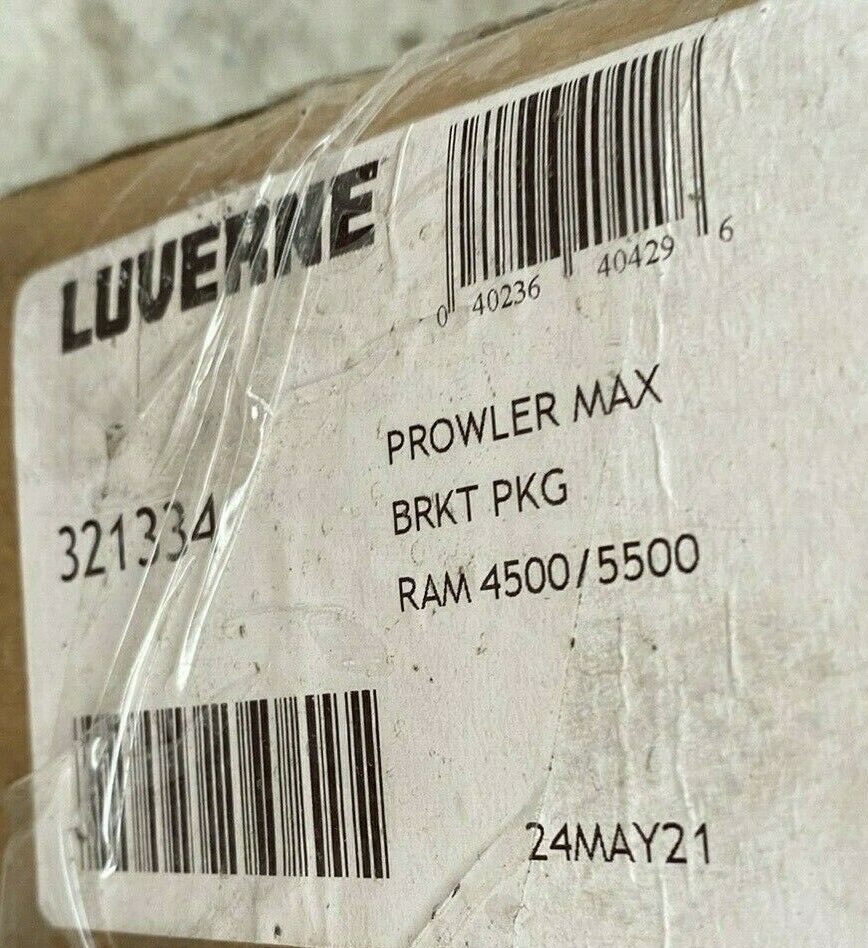 LUVERNE
0 40236 40429 6
PROWLER MAX
BRKT PKG
321334
RAM 4500/5500
24MAY21